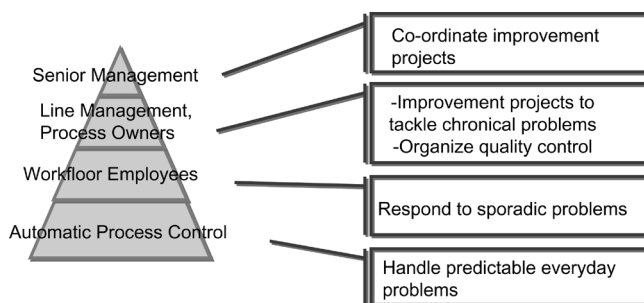 Senior Management
Line Management,
Process Owners
Workfloor Employees
Automatic Process Control
Co-ordinate improvement
projects
-Improvement projects to
tackle chronical problems
-Organize quality control
Respond to sporadic problems
Handle predictable everyday
problems